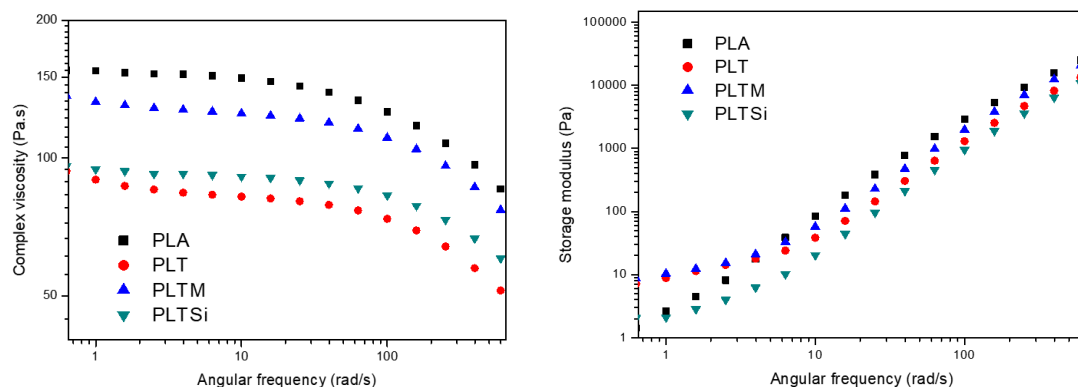 200
150
100
50
Complex viscosity (Pa.s)
PLA
PLT
PLTM
PLTSi
1
10
100
Angular frequency (rad/s)
100000
10000
1000
100
10
1
Storage modulus (Pa)
PLA
PLT
PLTM
PLTSi
1
10
100
Angular frequency (rad/s)